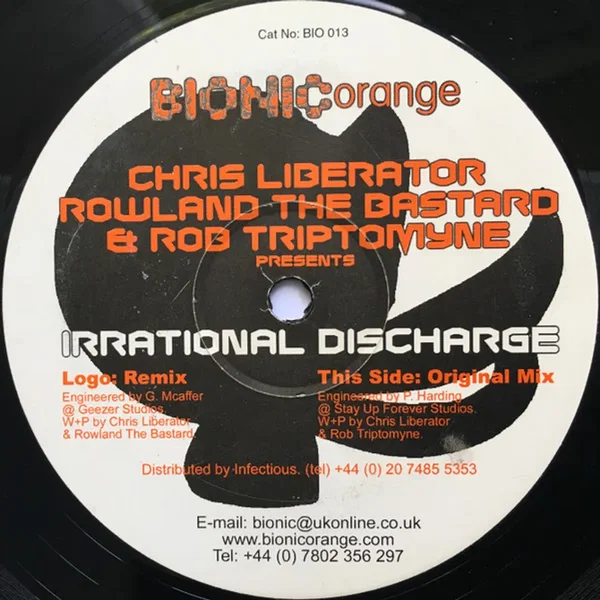 Cat No: BIO 013
BIONIC orange
CHRIS LIBERATOR
ROWLAND THE BASTARD
& ROB TRIPTOMYNE
PRESENTS
IRRATIONAL DISCHARGE
Logo: Remix
Engineered by G. Mcaffer
@ Geezer Studios.
W+P by Chris Liberator
& Rowland The Bastard.
This Side: Original Mix
Engineered by P. Harding
@ Stay Up Forever Studios.
W+P by Chris Liberator
& Rob Triptomyne.
Distributed by Infectious. (tel) +44 (0) 20 7485 5353
E-mail: bionic@ukonline.co.uk
www.bionicorange.com
Tel: +44 (0) 7802 356 297